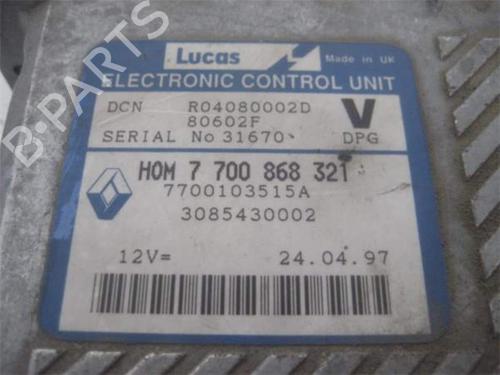 Lucas
Made in UK
ELECTRONIC CONTROL UNIT
DCN R04080002D V
80602F
SERIAL No 31670 DPG
HOM 7 700 868 321
7700103515A
3085430002
12V= 24.04.97
B-PARTS